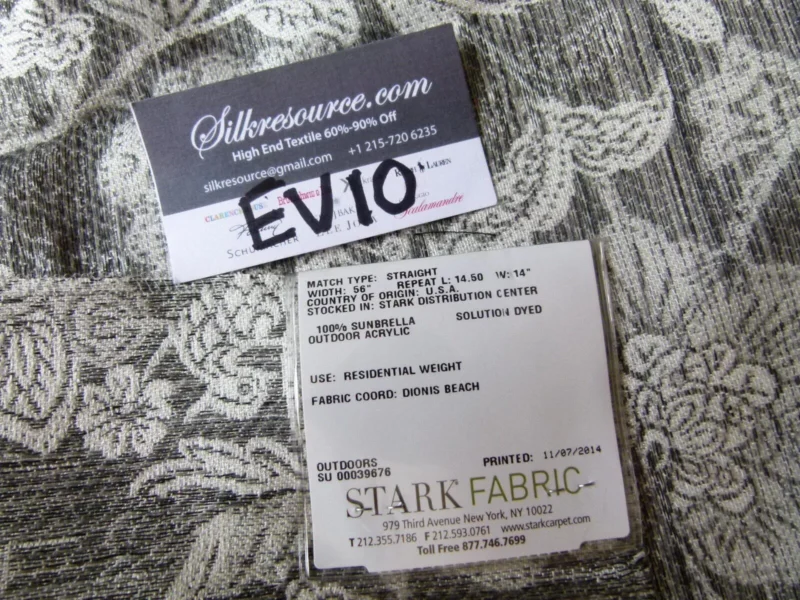 Silkresource.com
High End Textile 60%-90% Off
silkresource@gmail.com +1 215-720 6235
EV10
LAUREN
Scalamandre
MATCH TYPE: STRAIGHT
WIDTH: 56" REPEAT L: 14.50 W: 14"
COUNTRY OF ORIGIN: U.S.A.
STOCKED IN: STARK DISTRIBUTION CENTER
100% SUNBRELLA SOLUTION DYED
OUTDOOR ACRYLIC
USE: RESIDENTIAL WEIGHT
FABRIC COORD: DIONIS BEACH
OUTDOORS PRINTED: 11/07/2014
SU 00039676
STARK FABRIC
979 Third Avenue New York, NY 10022
T 212.355.7186 F 212.593.0761 www.starkcarpet.com
Toll Free 877.746.7699